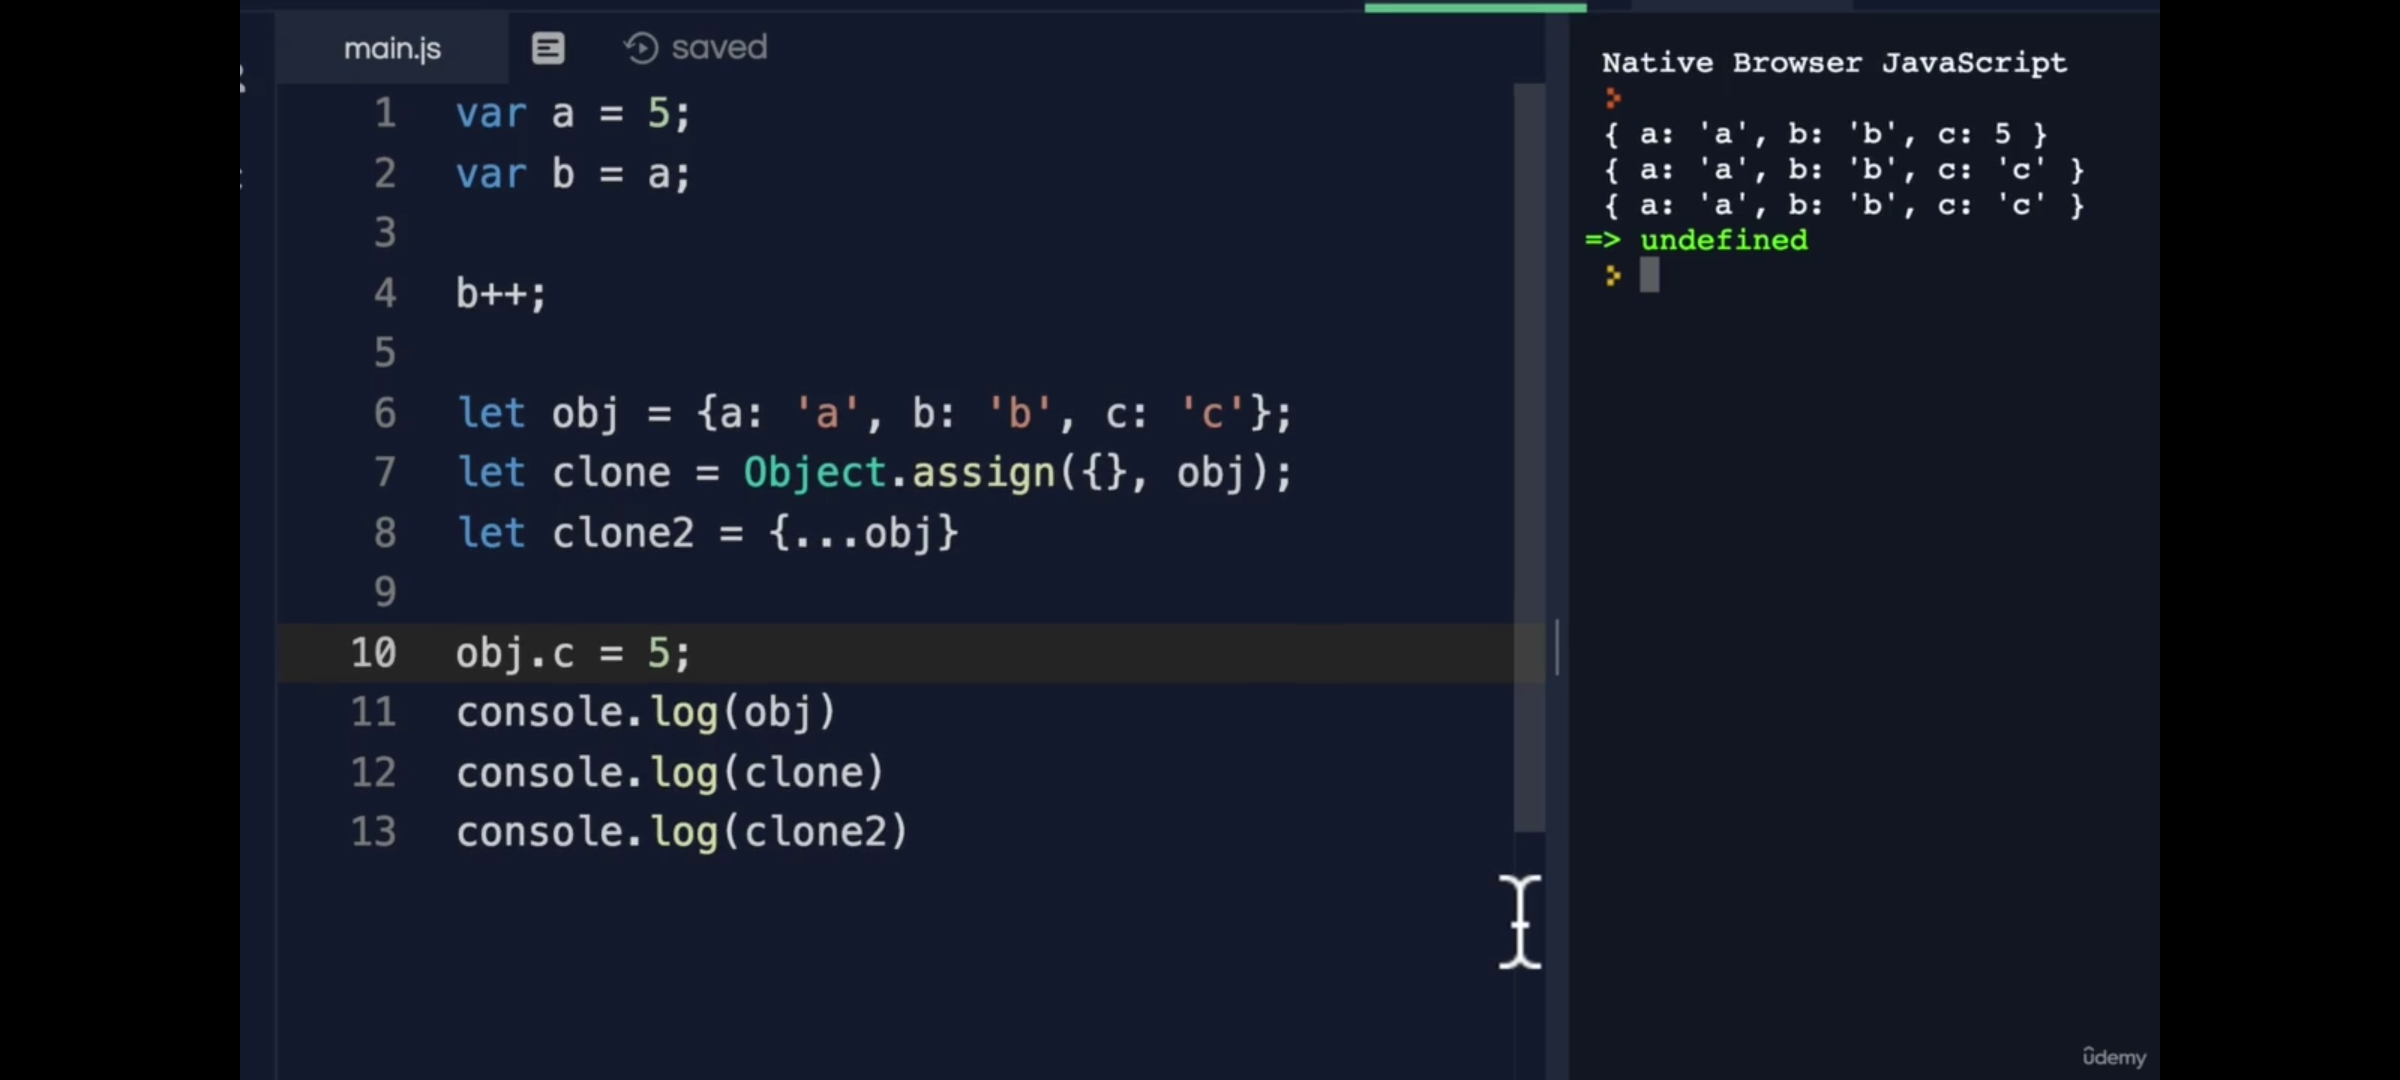 main.js saved
1 var a = 5;
2 var b = a;
3
4 b++;
5
6 let obj = {a: 'a', b: 'b', c: 'c'};
7 let clone = Object.assign({}, obj);
8 let clone2 = {...obj}
9
10 obj.c = 5;
11 console.log(obj)
12 console.log(clone)
13 console.log(clone2)
Native Browser JavaScript
{ a: 'a', b: 'b', c: 5 }
{ a: 'a', b: 'b', c: 'c' }
{ a: 'a', b: 'b', c: 'c' }
=> undefined
ûdemy